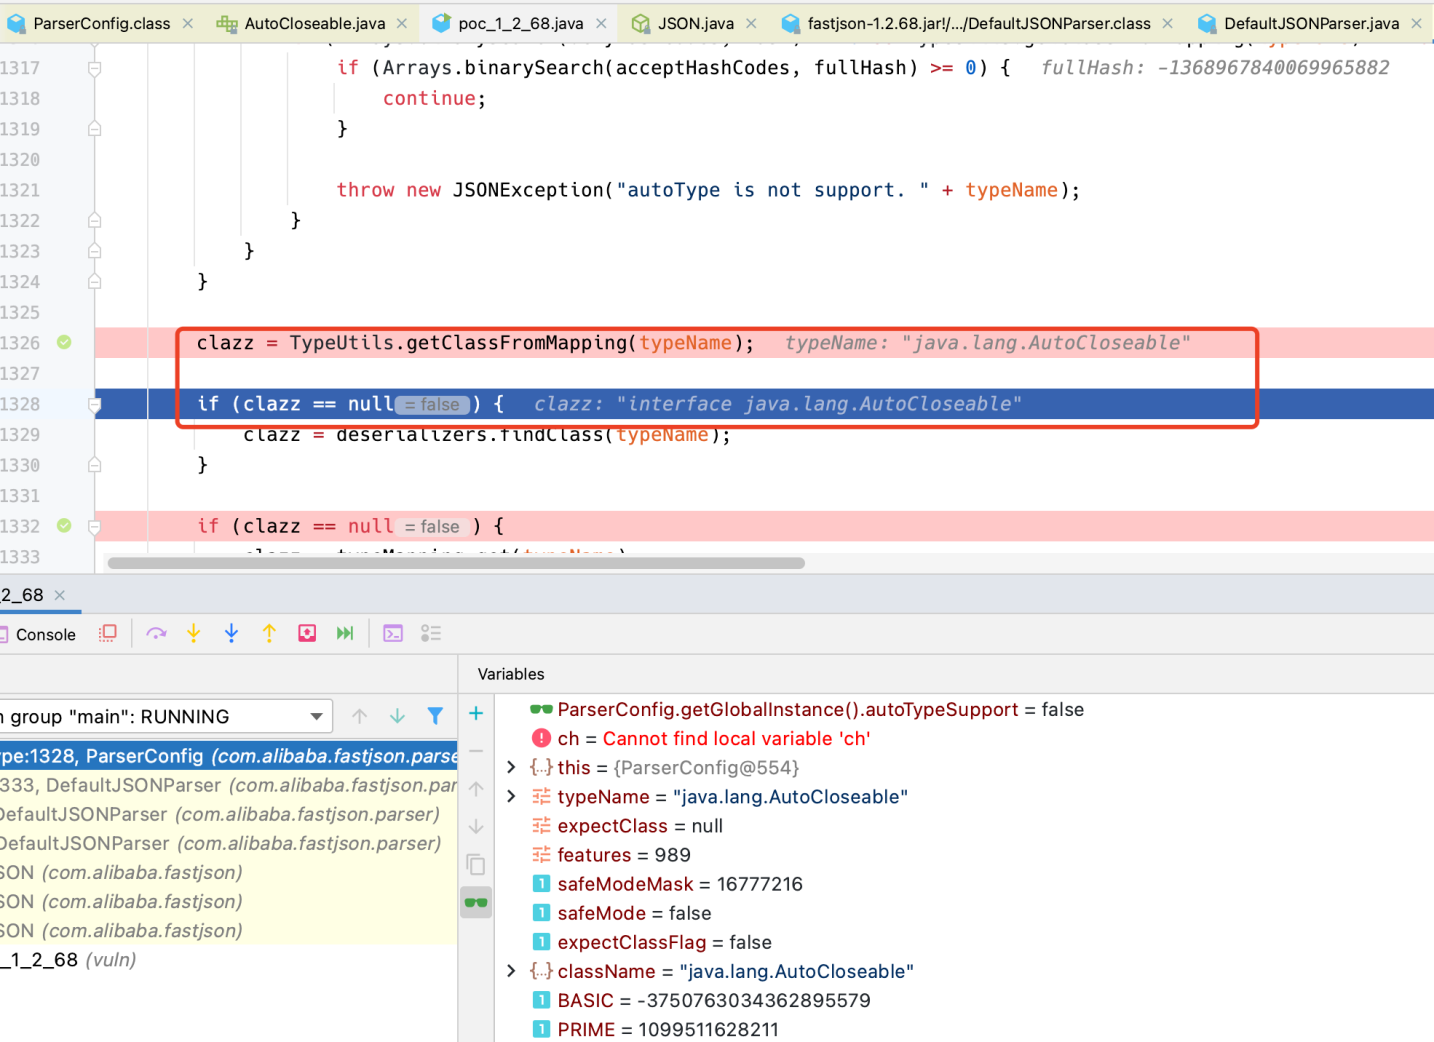 ParserConfig.class AutoCloseable.java poc_1_2_68.java JSON.java fastjson-1.2.68.jar!/.../DefaultJSONParser.class DefaultJSONParser.java
1317 if (Arrays.binarySearch(acceptHashCodes, fullHash) >= 0) { fullHash: -1368967840069965882
1318 continue;
1319 }
1320
1321 throw new JSONException("autoType is not support. " + typeName);
1322 }
1323 }
1324 }
1325
1326 clazz = TypeUtils.getClassFromMapping(typeName); typeName: "java.lang.AutoCloseable"
1327
1328 if (clazz == null = false ) { clazz: "interface java.lang.AutoCloseable"
1329 clazz = deserializers.findClass(typeName);
1330 }
1331
1332 if (clazz == null = false ) {
1333
_2_68
Console
Variables
n group "main": RUNNING
ype:1328, ParserConfig (com.alibaba.fastjson.parse
333, DefaultJSONParser (com.alibaba.fastjson.par
DefaultJSONParser (com.alibaba.fastjson.parser)
DefaultJSONParser (com.alibaba.fastjson.parser)
SON (com.alibaba.fastjson)
SON (com.alibaba.fastjson)
SON (com.alibaba.fastjson)
_1_2_68 (vuln)
ParserConfig.getGlobalInstance().autoTypeSupport = false
ch = Cannot find local variable 'ch'
this = {ParserConfig@554}
typeName = "java.lang.AutoCloseable"
expectClass = null
features = 989
safeModeMask = 16777216
safeMode = false
expectClassFlag = false
className = "java.lang.AutoCloseable"
BASIC = -3750763034362895579
PRIME = 1099511628211